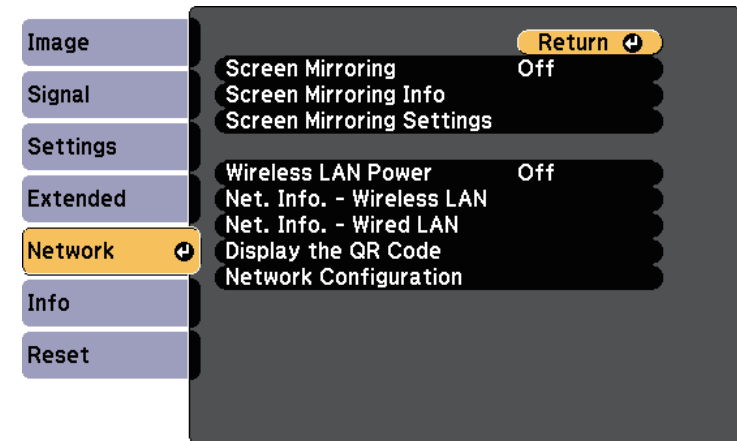 Image
Signal
Settings
Extended
Network
Info
Reset
Return
Screen Mirroring Off
Screen Mirroring Info
Screen Mirroring Settings
Wireless LAN Power Off
Net. Info. - Wireless LAN
Net. Info. - Wired LAN
Display the QR Code
Network Configuration